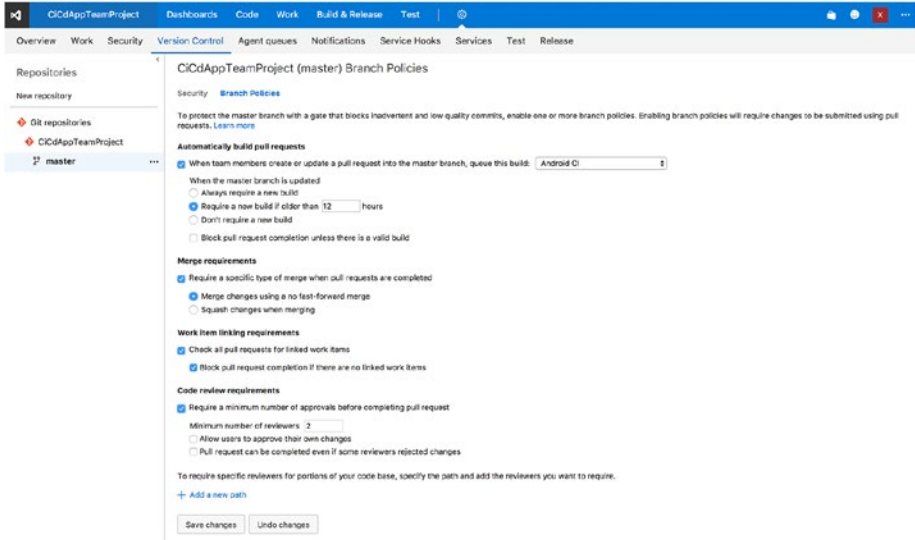 CiCdAppTeamProject Dashboards Code Work Build & Release Test
Overview Work Security Version Control Agent queues Notifications Service Hooks Services Test Release
Repositories
New repository
Git repositories
CiCdAppTeamProject
master
CiCdAppTeamProject (master) Branch Policies
Security Branch Policies
To protect the master branch with a gate that blocks inadvertent and low quality commits, enable one or more branch policies. Enabling branch policies will require changes to be submitted using pull
requests. Learn more
Automatically build pull requests
When team members create or update a pull request into the master branch, queue this build: Android CI
When the master branch is updated
Always require a new build
Require a new build if older than 12 hours
Don't require a new build
Block pull request completion unless there is a valid build
Merge requirements
Require a specific type of merge when pull requests are completed
Merge changes using a no fast-forward merge
Squash changes when merging
Work item linking requirements
Check all pull requests for linked work items
Block pull request completion if there are no linked work items
Code review requirements
Require a minimum number of approvals before completing pull request
Minimum number of reviewers 2
Allow users to approve their own changes
Pull request can be completed even if some reviewers rejected changes
To require specific reviewers for portions of your code base, specify the path and add the reviewers you want to require.
+ Add a new path
Save changes Undo changes